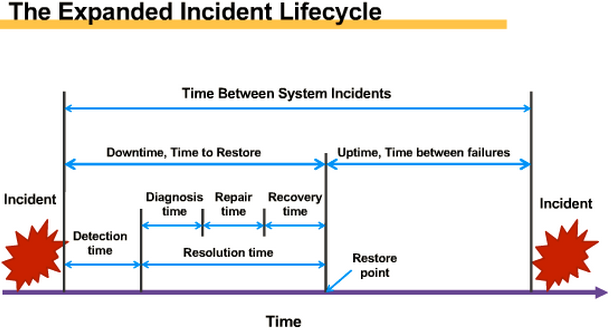 The Expanded Incident Lifecycle
Time Between System Incidents
Downtime, Time to Restore
Uptime, Time between failures
Incident
Diagnosis
time
Repair
time
Recovery
time
Incident
Detection
time
Resolution time
Restore
point
Time